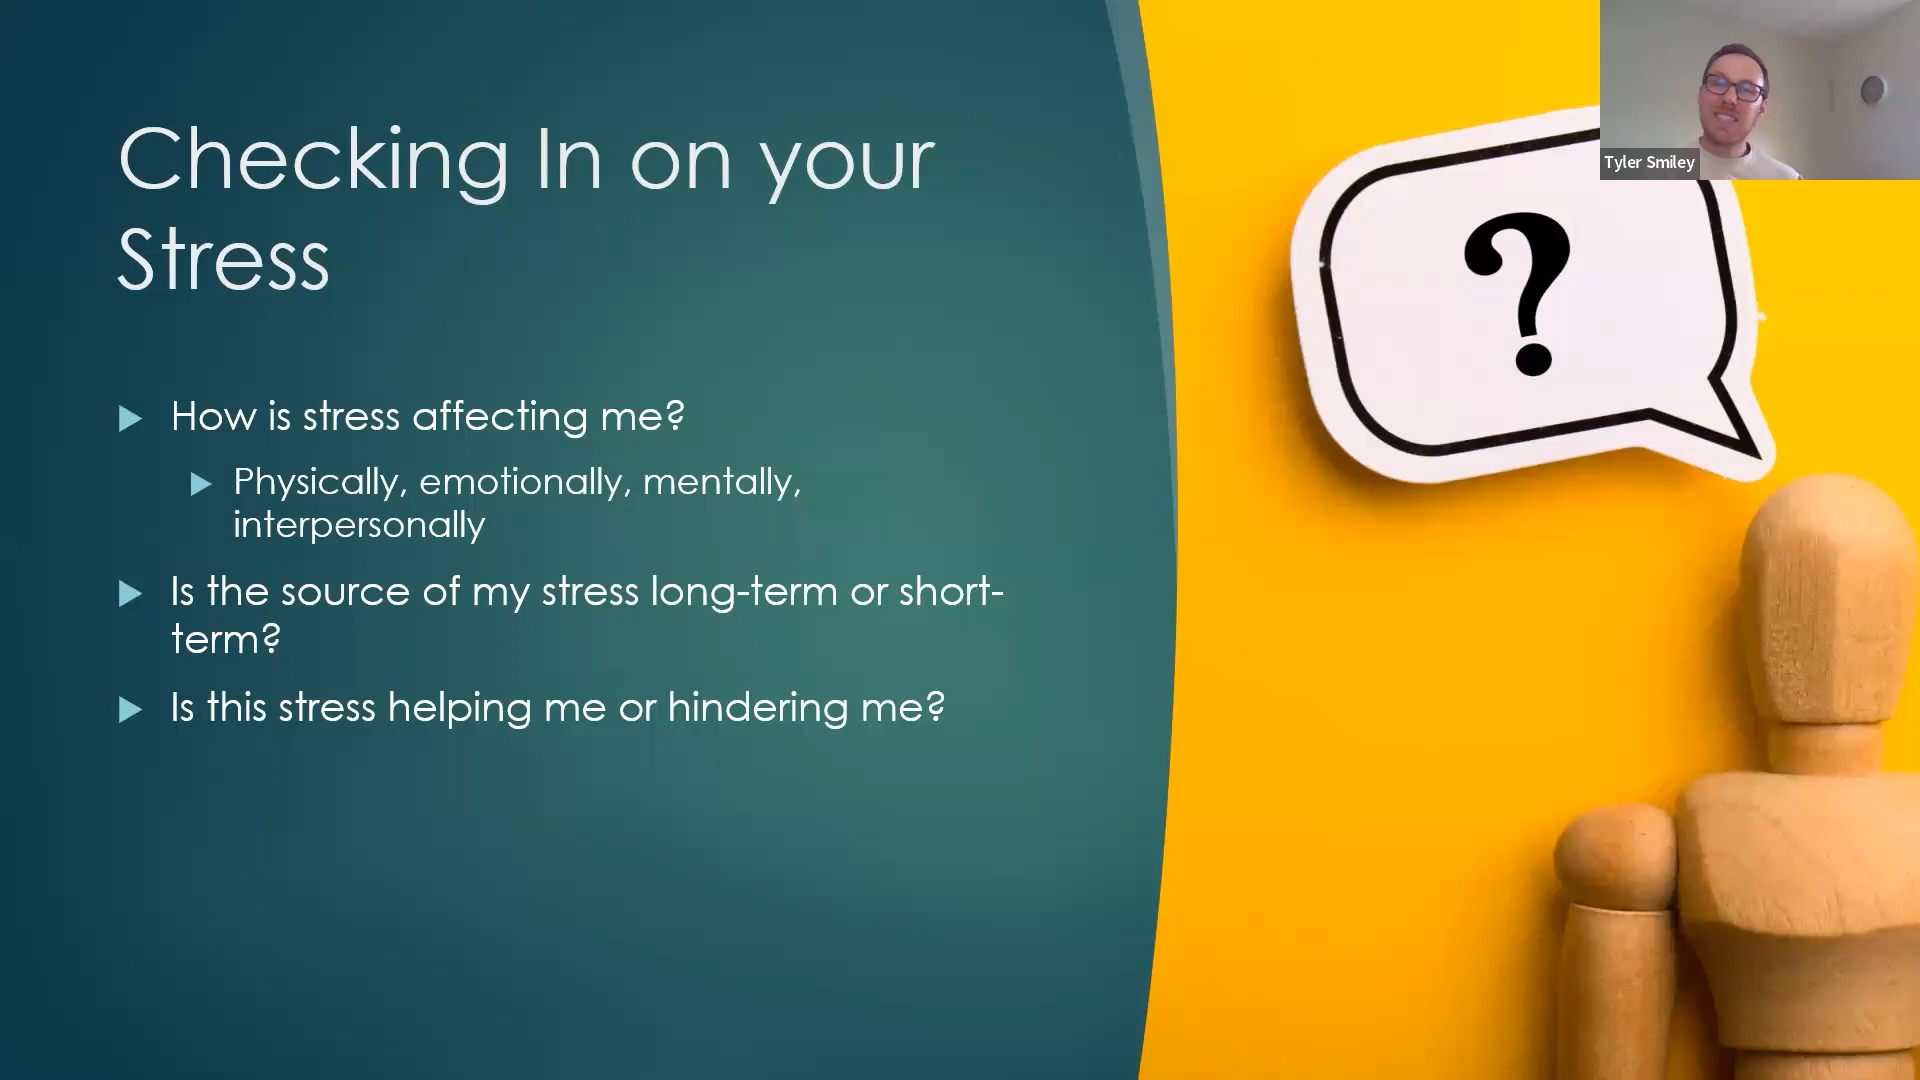 Checking In on your
Stress
How is stress affecting me?
Physically, emotionally, mentally,
interpersonally
Is the source of my stress long-term or short-
term?
Is this stress helping me or hindering me?
?
Tyler Smiley